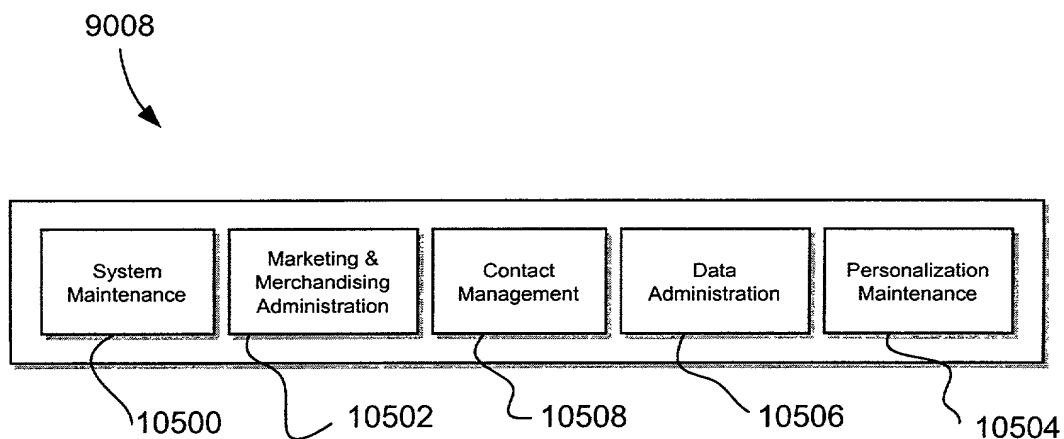 9008
System
Maintenance
Marketing &
Merchandising
Administration
Contact
Management
Data
Administration
Personalization
Maintenance
10500
10502
10508
10506
10504